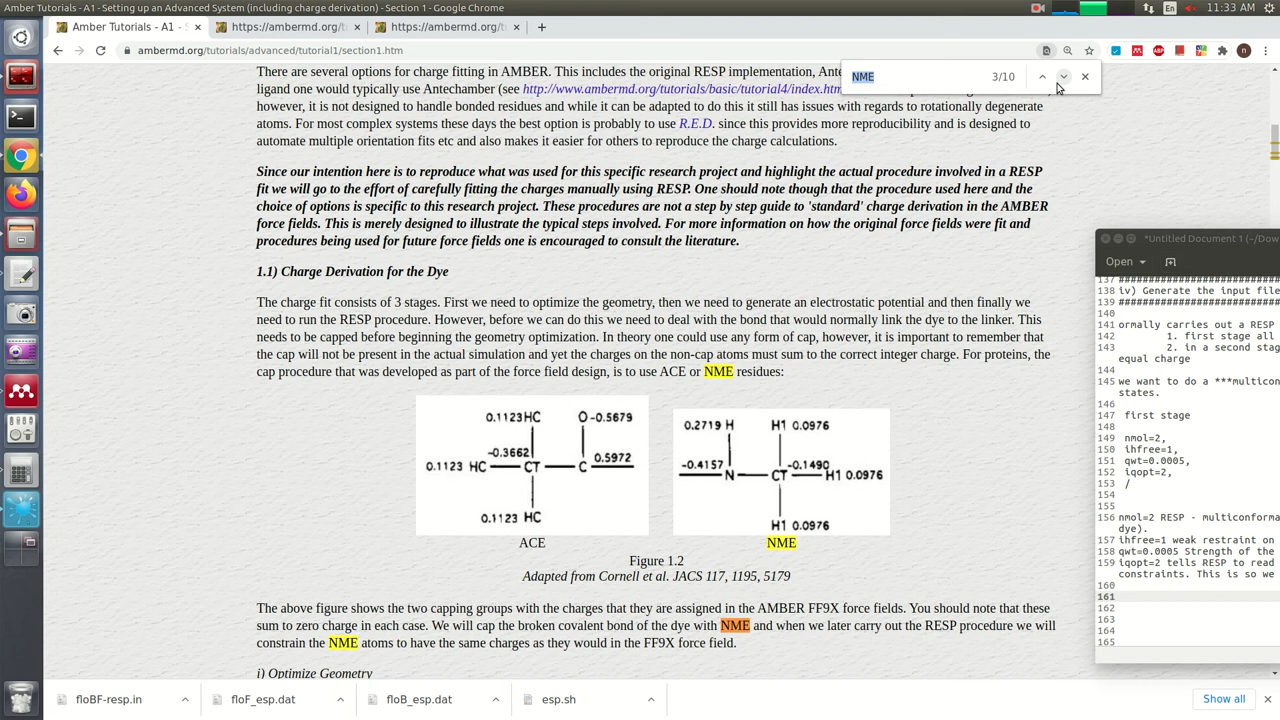 Amber Tutorials - A1 - Setting up an Advanced System (including charge derivation) - Section 1 - Google Chrome
En
11:33 AM
Amber Tutorials - A1 - S
https://ambermd.org/tutorials
https://ambermd.org/tutorials
ambermd.org/tutorials/advanced/tutorial1/section1.htm
ABP
n
NME
3/10
There are several options for charge fitting in AMBER. This includes the original RESP implementation,
ligand one would typically use Antechamber (see http://www.ambermd.org/tutorials/basic/tutorial4/index.htm
however, it is not designed to handle bonded residues and while it can be adapted to do this it still has issues with regards to rotationally degenerate
atoms. For most complex systems these days the best option is probably to use R.E.D. since this provides more reproducibility and is designed to
automate multiple orientation fits etc and also makes it easier for others to reproduce the charge calculations.
Since our intention here is to reproduce what was used for this specific research project and highlight the actual procedure involved in a RESP
fit we will go to the effort of carefully fitting the charges manually using RESP. One should note though that the procedure used here and the
choice of options is specific to this research project. These procedures are not a step by step guide to 'standard' charge derivation in the AMBER
force fields. This is merely designed to illustrate the typical steps involved. For more information on how the original force fields were fit and
procedures being used for future force fields one is encouraged to consult the literature.
1.1) Charge Derivation for the Dye
The charge fit consists of 3 stages. First we need to optimize the geometry, then we need to generate an electrostatic potential and then finally we
need to run the RESP procedure. However, before we can do this we need to deal with the bond that would normally link the dye to the linker. This
needs to be capped before beginning the geometry optimization. In theory one could use any form of cap, however, it is important to remember that
the cap will not be present in the actual simulation and yet the charges on the non-cap atoms must sum to the correct integer charge. For proteins, the
cap procedure that was developed as part of the force field design, is to use ACE or NME residues:
0.1123HC O-0.5679
-0.3662 0.5972
0.1123 HC CT C
0.1123 HC
ACE
0.2719 H H1 0.0976
-0.4157 -0.1490
N CT H1 0.0976
H1 0.0976
NME
Figure 1.2
Adapted from Cornell et al. JACS 117, 1195, 5179
The above figure shows the two capping groups with the charges that they are assigned in the AMBER FF9X force fields. You should note that these
sum to zero charge in each case. We will cap the broken covalent bond of the dye with NME and when we later carry out the RESP procedure we will
constrain the NME atoms to have the same charges as they would in the FF9X force field.
i) Optimize Geometry
*Untitled Document 1 (~/Dow
Open
137 ############################
138 iv) Generate the input file
139 ############################
140
141 ormally carries out a RESP
142 1. first stage all
143 2. in a second stag
equal charge
144
145 we want to do a ***multicon
states.
146
147 first stage
148
149 nmol=2,
150 ihfree=1,
151 qwt=0.0005,
152 iqopt=2,
153 /
154
155
156 nmol=2 RESP - multiconforma
dye).
157 ihfree=1 weak restraint on
158 qwt=0.0005 Strength of the
159 iqopt=2 tells RESP to read
constraints. This is so we
160
161
162
163
164
165
floBF-resp.in
floF_esp.dat
floB_esp.dat
esp.sh
Show all